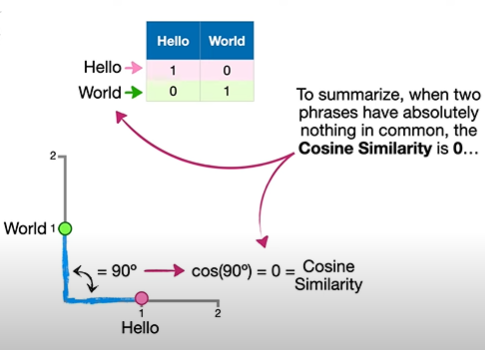 Hello World
Hello 1 0
World 0 1
To summarize, when two
phrases have absolutely
nothing in common, the
Cosine Similarity is 0...
2
World 1
= 90º
cos(90º) = 0 = Cosine
Similarity
1 2
Hello